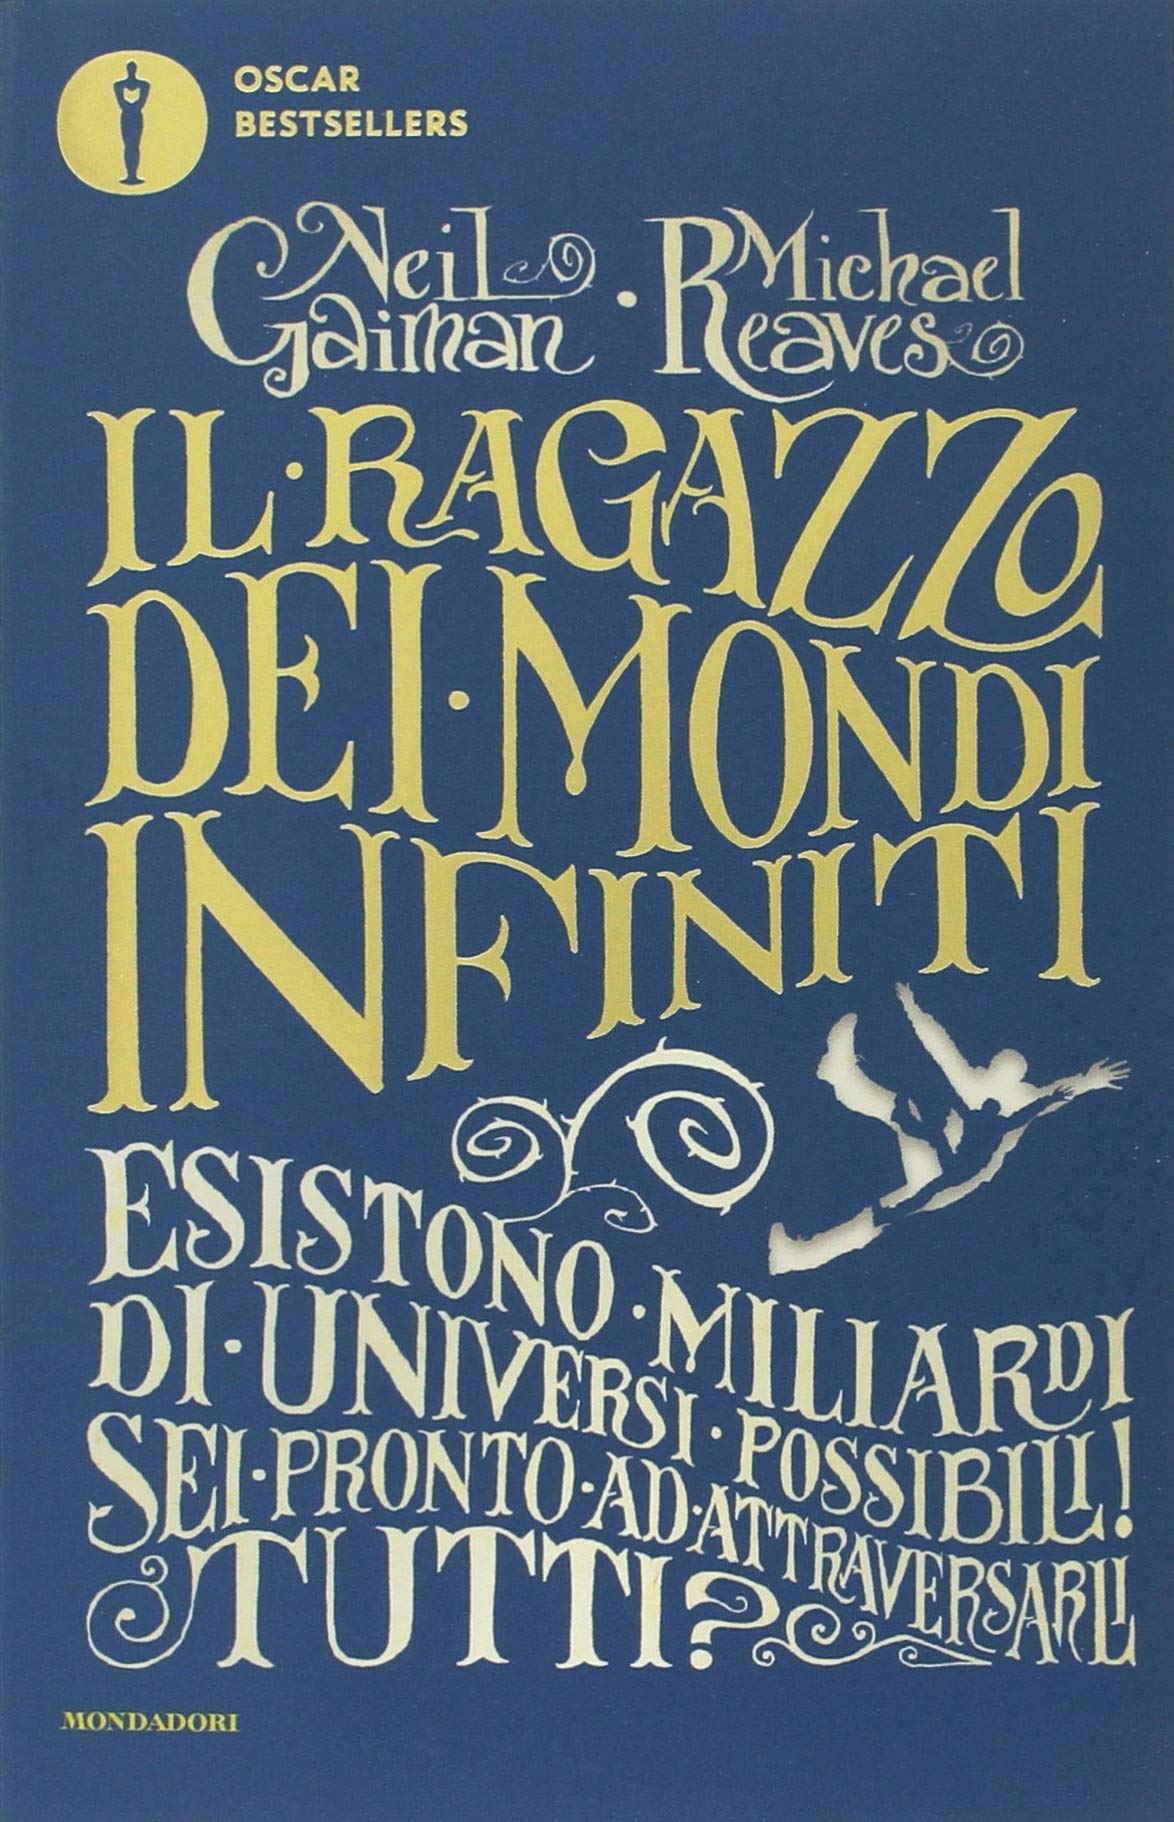 OSCAR
BESTSELLERS
Neil Gaiman · Michael Reaves
IL · RAGAZZO
DEI · MONDI
INFINITI
ESISTONO · MILIARDI
DI · UNIVERSI · POSSIBILI!
SEI · PRONTO · AD · ATTRAVERSARLI
TUTTI?
MONDADORI